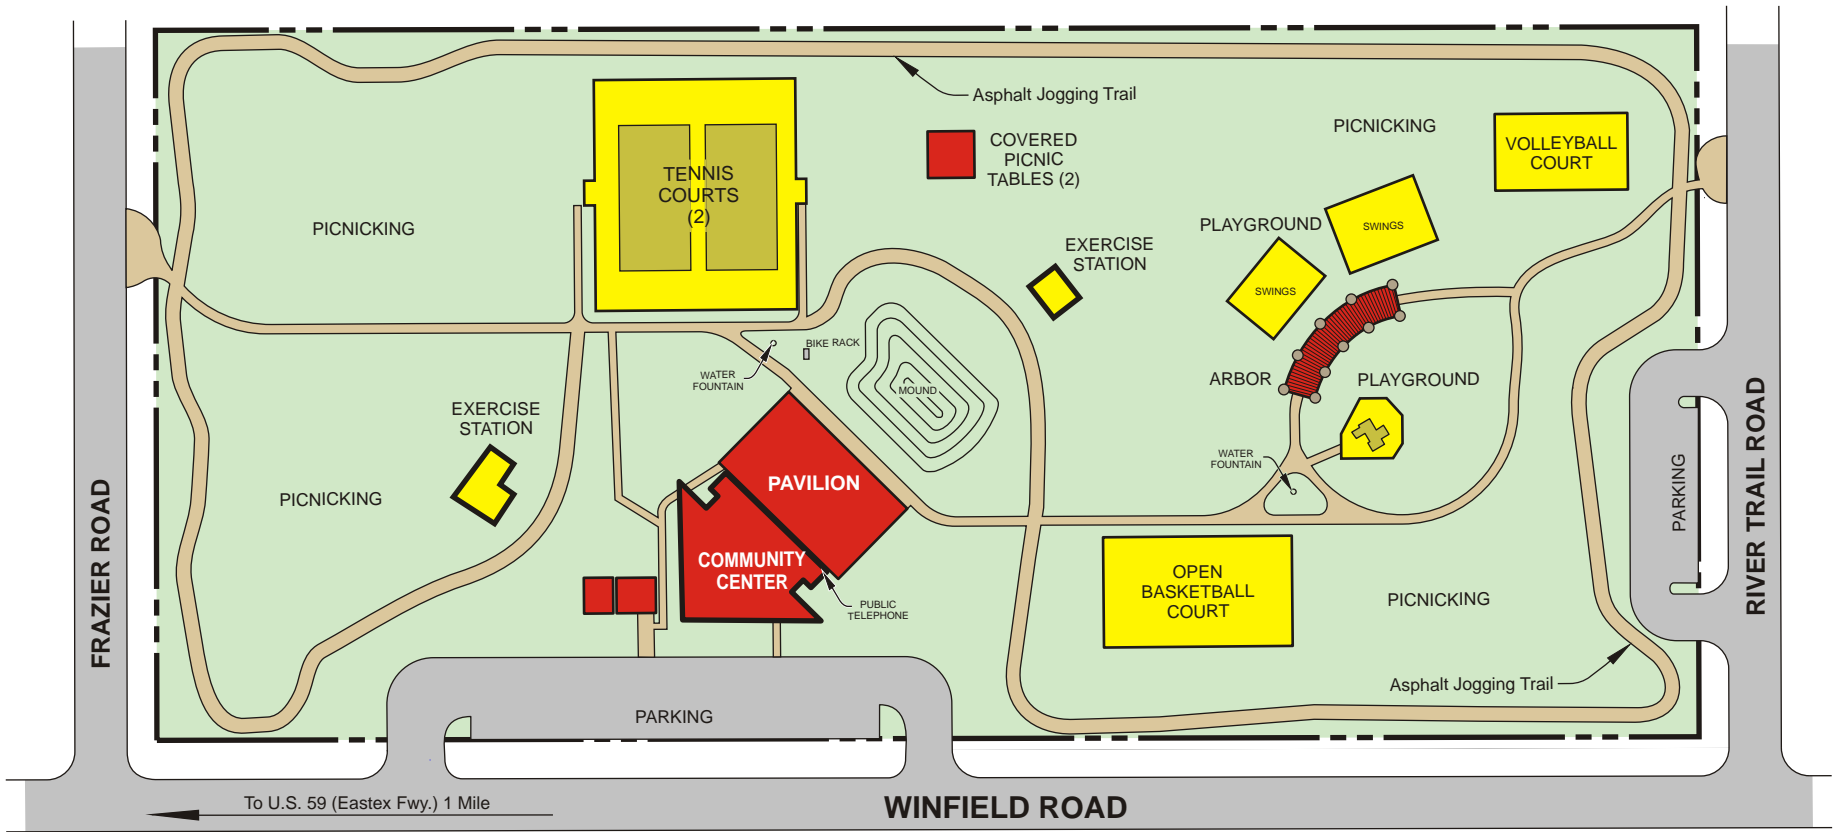 Asphalt Jogging Trail
COVERED
PICNIC
TABLES (2)
PICNICKING
VOLLEYBALL
COURT
TENNIS
COURTS
(2)
PICNICKING
PLAYGROUND
SWINGS
SWINGS
EXERCISE
STATION
BIKE RACK
WATER
FOUNTAIN
MOUND
ARBOR
PLAYGROUND
EXERCISE
STATION
WATER
FOUNTAIN
PICNICKING
PAVILION
COMMUNITY
CENTER
PUBLIC
TELEPHONE
OPEN
BASKETBALL
COURT
PICNICKING
Asphalt Jogging Trail
PARKING
PARKING
FRAZIER ROAD
RIVER TRAIL ROAD
To U.S. 59 (Eastex Fwy.) 1 Mile
WINFIELD ROAD